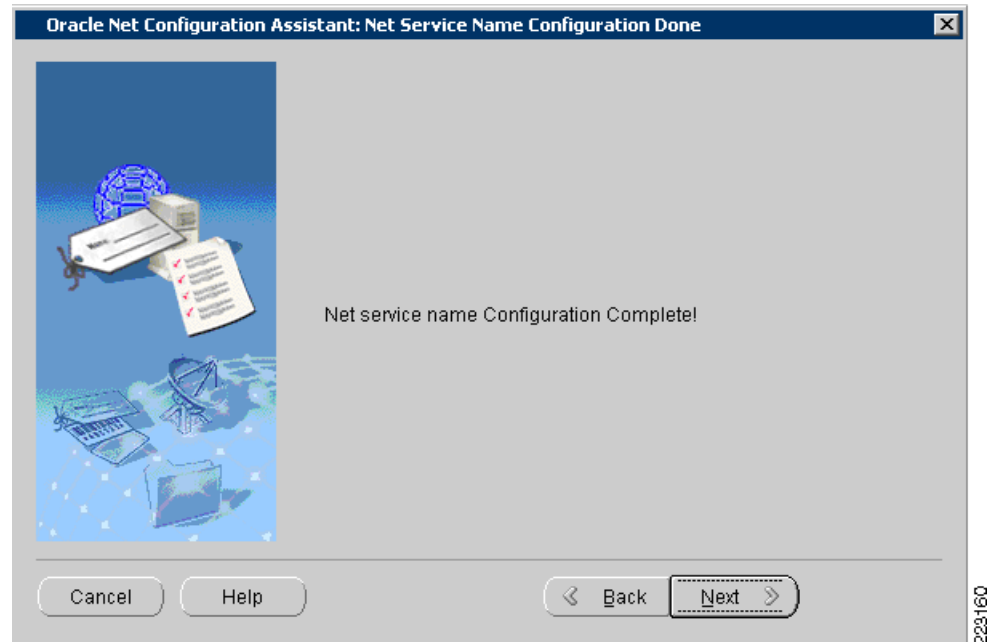 Oracle Net Configuration Assistant: Net Service Name Configuration Done
Net service name Configuration Complete!
Cancel
Help
Back
Next
223160